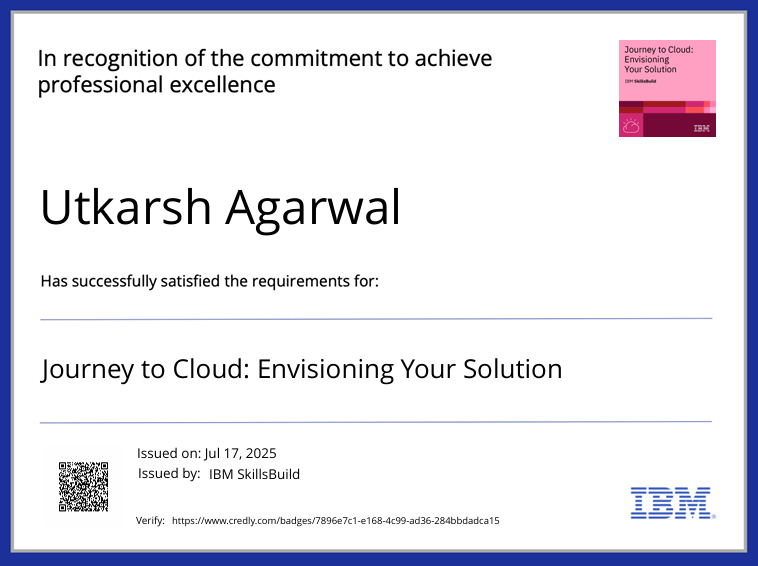 In recognition of the commitment to achieve
professional excellence
Journey to Cloud:
Envisioning
Your Solution
IBM SkillsBuild
IBM
Utkarsh Agarwal
Has successfully satisfied the requirements for:
Journey to Cloud: Envisioning Your Solution
Issued on: Jul 17, 2025
Issued by: IBM SkillsBuild
Verify: https://www.credly.com/badges/7896e7c1-e168-4c99-ad36-284bbdadca15
IBM®